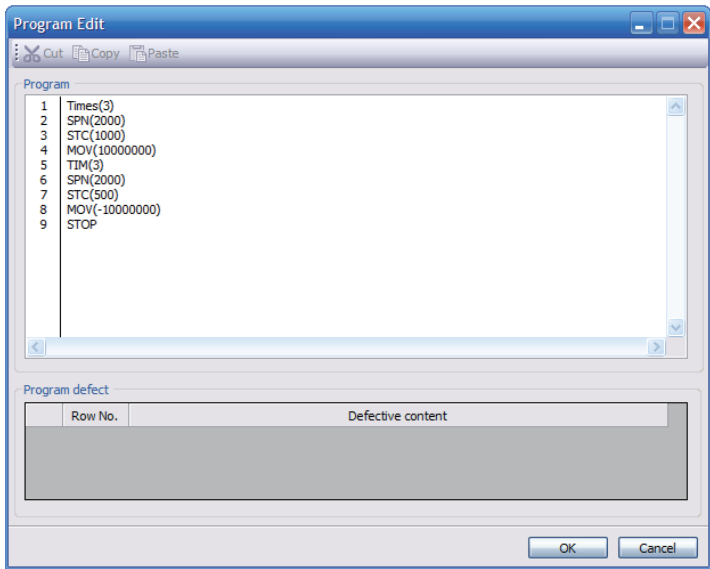 Program Edit
Cut Copy Paste
Program
1 Times(3)
2 SPN(2000)
3 STC(1000)
4 MOV(10000000)
5 TIM(3)
6 SPN(2000)
7 STC(500)
8 MOV(-10000000)
9 STOP
Program defect
Row No. Defective content
OK Cancel